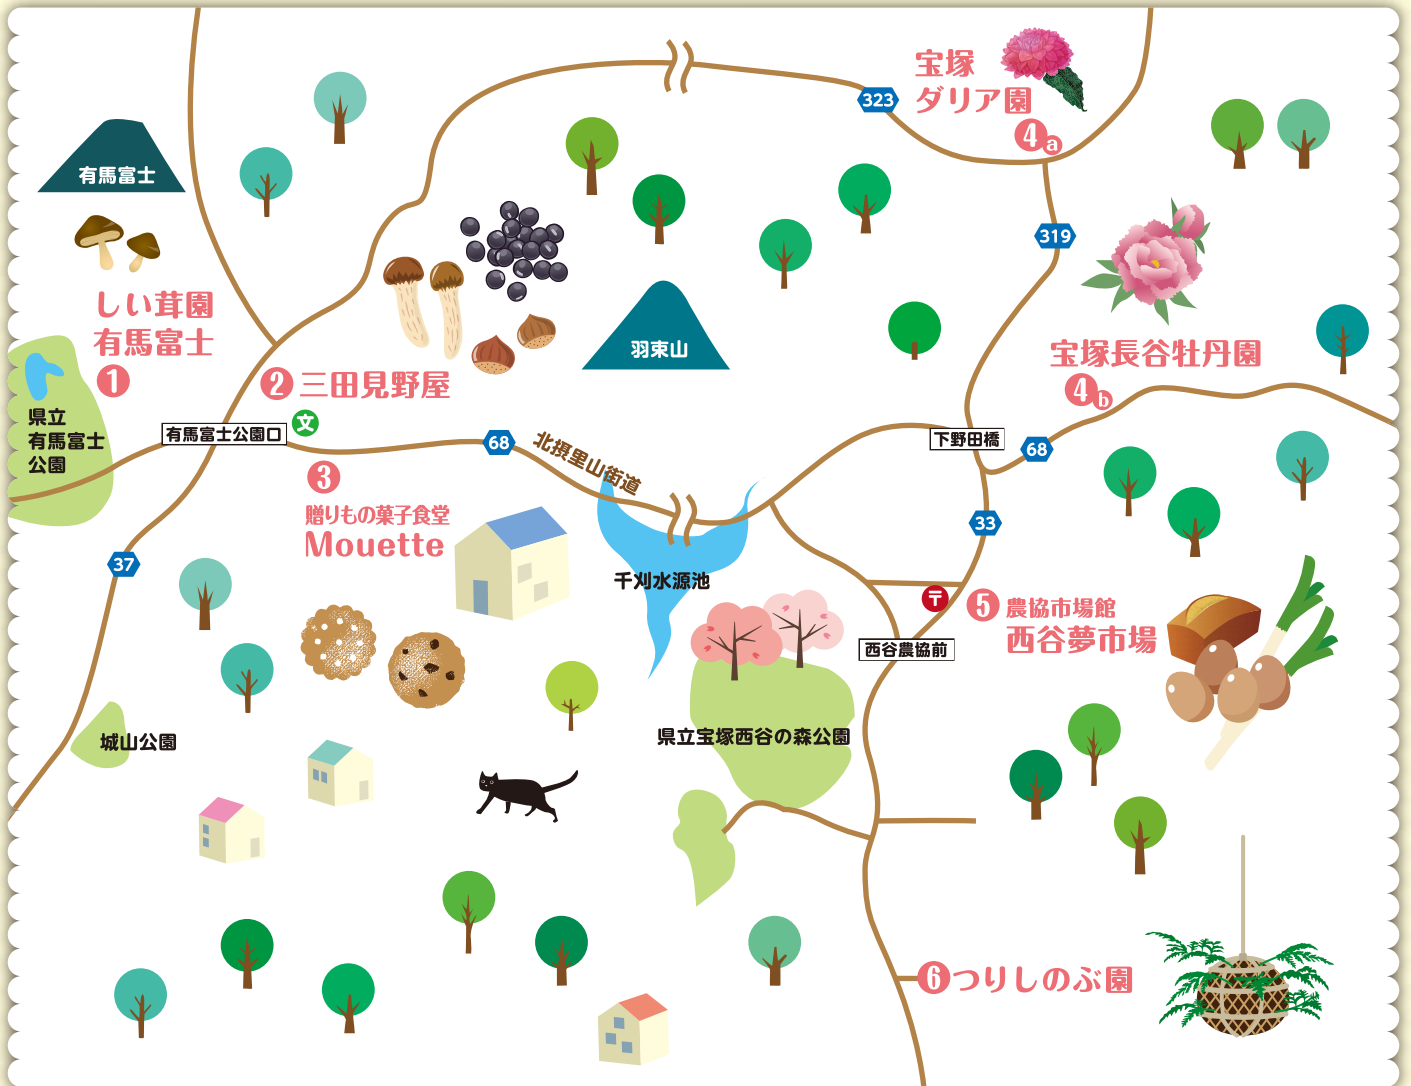 宝塚
ダリア園
4a
323
有馬富士
319
しい茸園
有馬富士
1
羽束山
宝塚長谷牡丹園
4b
2 三田見野屋
県立
有馬富士
公園
有馬富士公園口
文
68
北摂里山街道
下野田橋
68
3
贈りもの菓子食堂
Mouette
33
37
千刈水源池
〒
5 農協市場館
西谷夢市場
西谷農協前
城山公園
県立宝塚西谷の森公園
6 つりしのぶ園